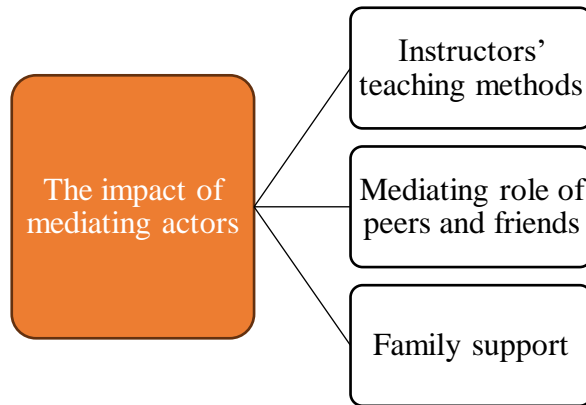 The impact of
mediating actors
Instructors’
teaching methods
Mediating role of
peers and friends
Family support